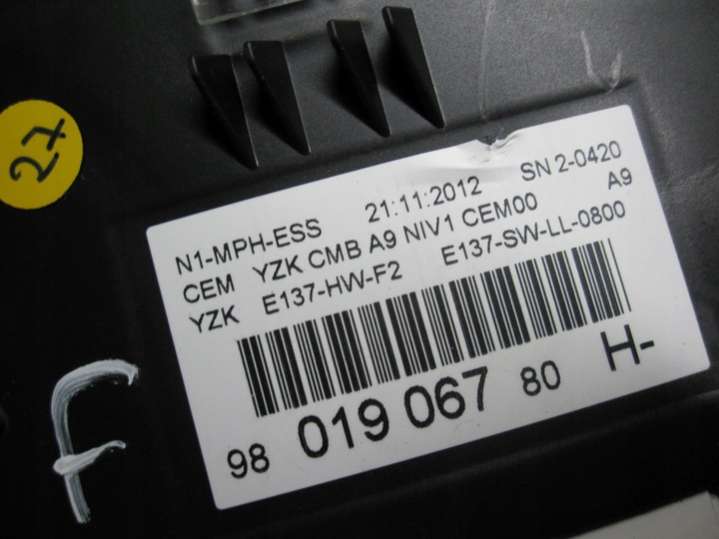 27
N1-MPH-ESS 21:11:2012 SN 2-0420
CEM YZK CMB A9 NIV1 CEM00 A9
YZK E137-HW-F2 E137-SW-LL-0800
98 019 067 80 H-
F